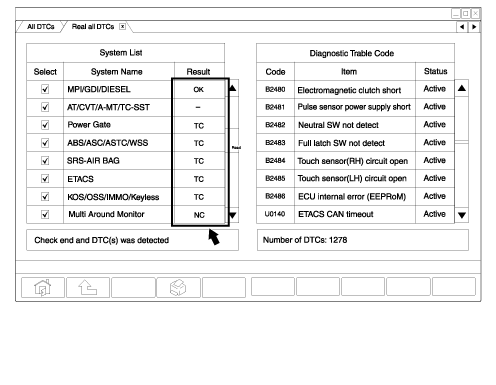 All DTCs Real all DTCs x
System List
Select System Name Result
MPI/GDI/DIESEL OK
AT/CVT/A-MT/TC-SST –
Power Gate TC
ABS/ASC/ASTC/WSS TC
SRS-AIR BAG TC
ETACS TC
KOS/OSS/IMMO/Keyless TC
Multi Around Monitor NC
Check end and DTC(s) was detected
Read
Diagnostic Trable Code
Code Item Status
B2480 Electromagnetic clutch short Active
B2481 Pulse sensor power supply short Active
B2482 Neutral SW not detect Active
B2483 Full latch SW not detect Active
B2484 Touch sensor(RH) circuit open Active
B2485 Touch sensor(LH) circuit open Active
B2486 ECU internal error (EEPRoM) Active
U0140 ETACS CAN timeout Active
Number of DTCs: 1278